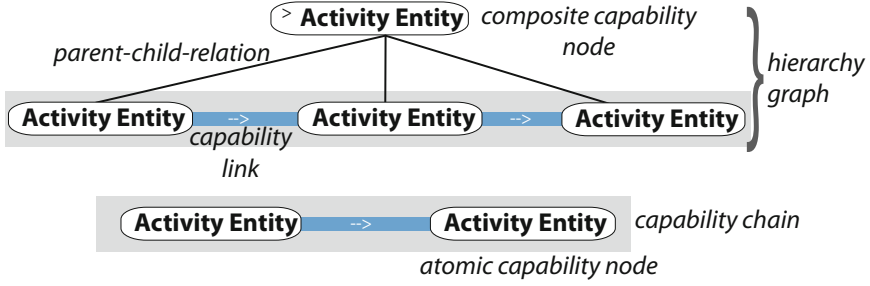 > Activity Entity
composite capability
node
parent-child-relation
hierarchy
graph
Activity Entity --> Activity Entity --> Activity Entity
capability
link
Activity Entity --> Activity Entity
capability chain
atomic capability node